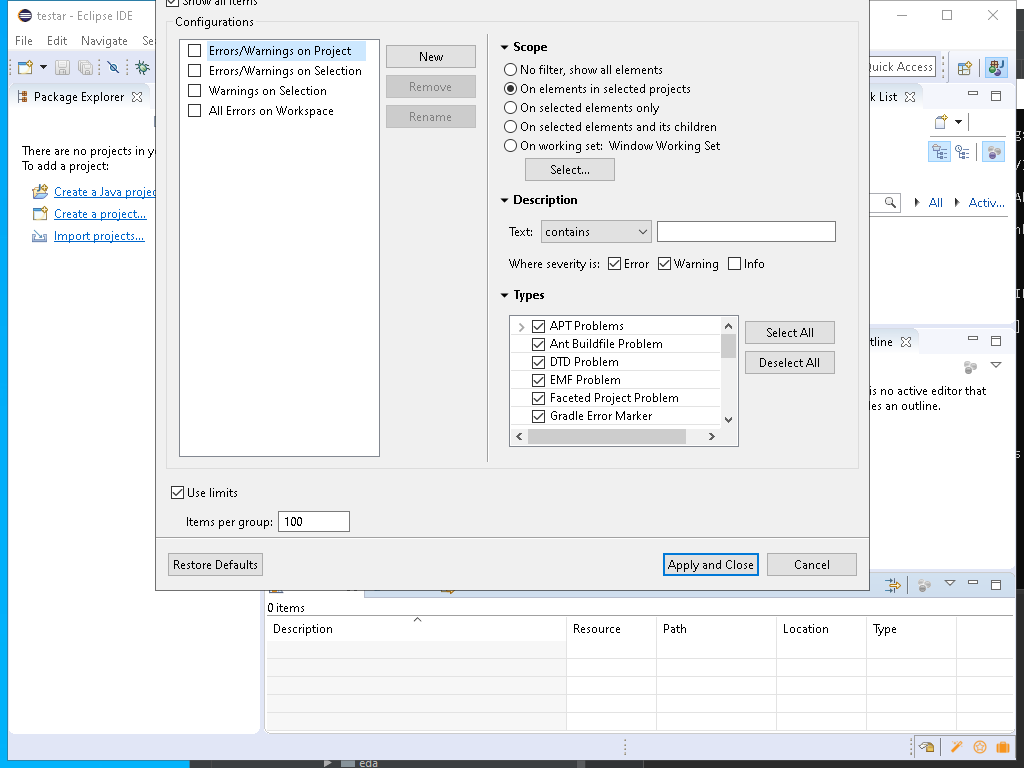 testar - Eclipse IDE
File Edit Navigate Se
Quick Access
Package Explorer
There are no projects in y
To add a project:
Create a Java projec
Create a project...
Import projects...
Show all items
Configurations
Errors/Warnings on Project
Errors/Warnings on Selection
Warnings on Selection
All Errors on Workspace
New
Remove
Rename
Scope
No filter, show all elements
On elements in selected projects
On selected elements only
On selected elements and its children
On working set: Window Working Set
Select...
Description
Text: contains
Where severity is: Error Warning Info
Types
APT Problems
Ant Buildfile Problem
DTD Problem
EMF Problem
Faceted Project Problem
Gradle Error Marker
Select All
Deselect All
Use limits
Items per group: 100
Restore Defaults
Apply and Close
Cancel
k List
All Activ...
tline
is no active editor that
les an outline.
0 items
Description Resource Path Location Type
eda